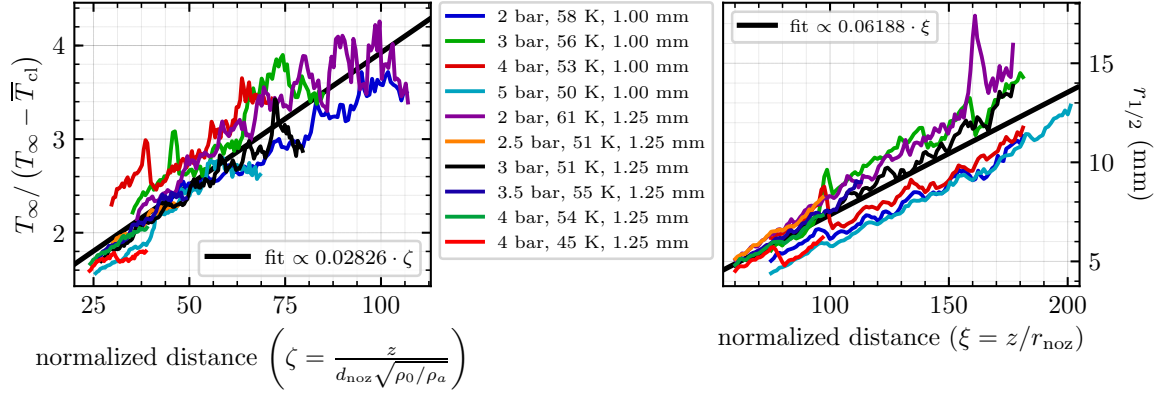 4
3
2
25
50
75
100
T∞/(T∞ − T̅cl)
fit ∝ 0.02826 · ζ
normalized distance (ζ = z / (dnoz√ρ0/ρa))
2 bar, 58 K, 1.00 mm
3 bar, 56 K, 1.00 mm
4 bar, 53 K, 1.00 mm
5 bar, 50 K, 1.00 mm
2 bar, 61 K, 1.25 mm
2.5 bar, 51 K, 1.25 mm
3 bar, 51 K, 1.25 mm
3.5 bar, 55 K, 1.25 mm
4 bar, 54 K, 1.25 mm
4 bar, 45 K, 1.25 mm
fit ∝ 0.06188 · ξ
15
10
5
r1/2 (mm)
100
150
200
normalized distance (ξ = z/rnoz)